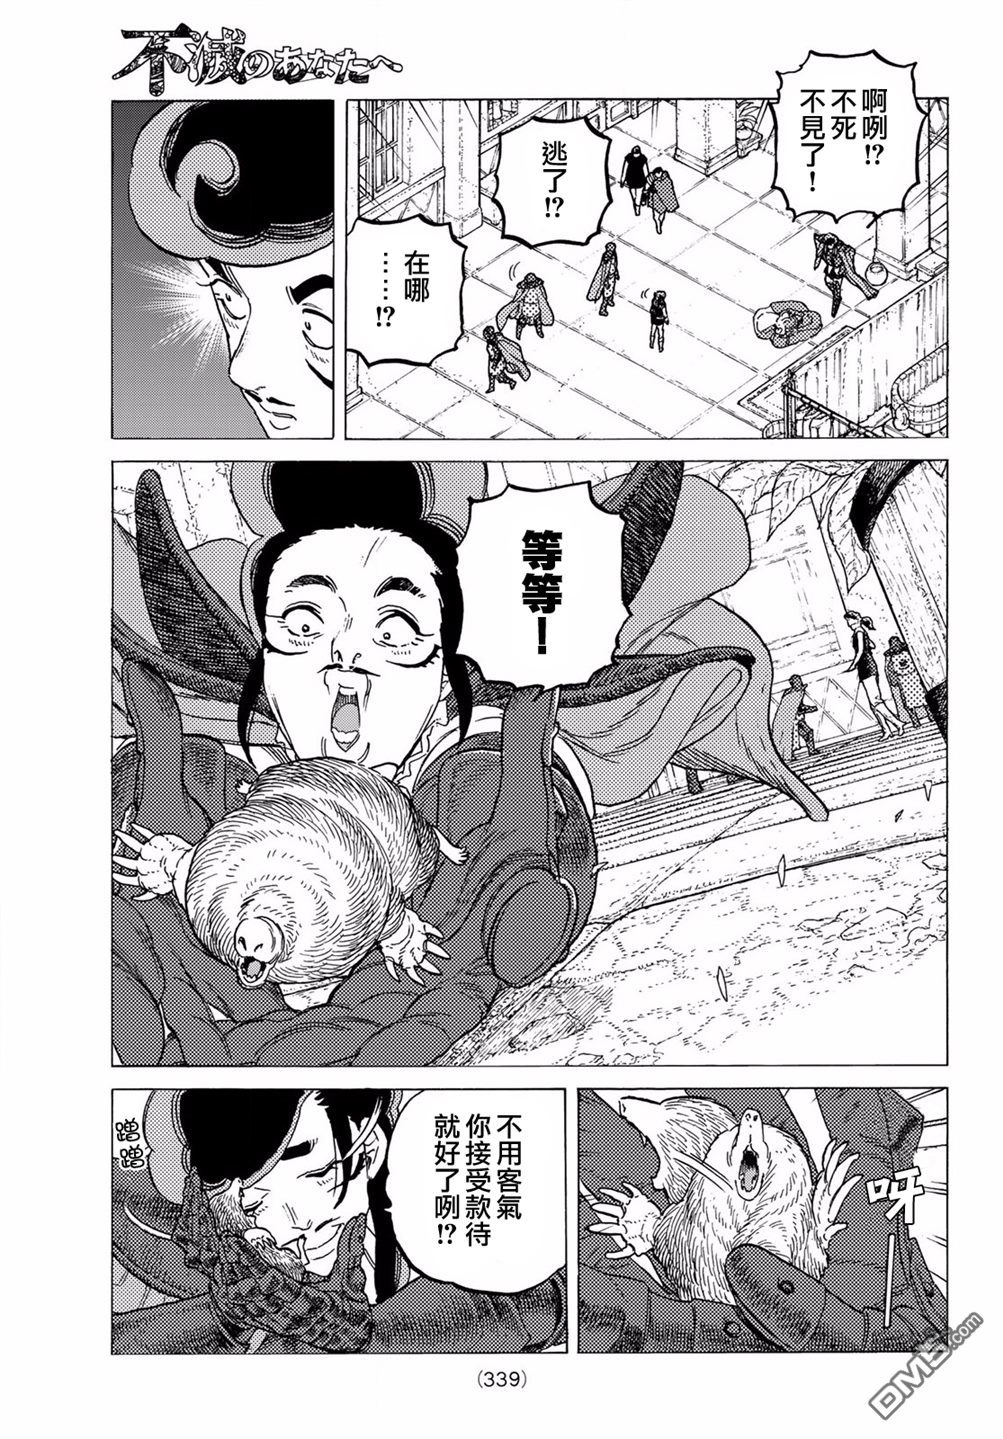 不滅のあなたへ
啊咧!?
不死
不見了！
逃了!?
在哪
……!?
等等！
呀
不用客氣
你接受款待
就好了咧!?
蹭
蹭
(339)
DM5.com